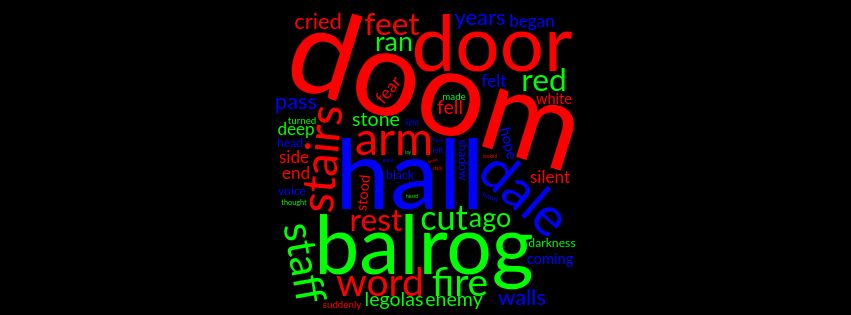 cried feet years began
doom
door
ran
red
felt
fear
white
pass
made
fell
stone
turned
deep
stairs
arm
hope
head
hall
shadow
side
dale
end
black
silent
stood
voice
thought
rest cut ago
staff
balrog
darkness
word fire
coming
legolas enemy walls
suddenly